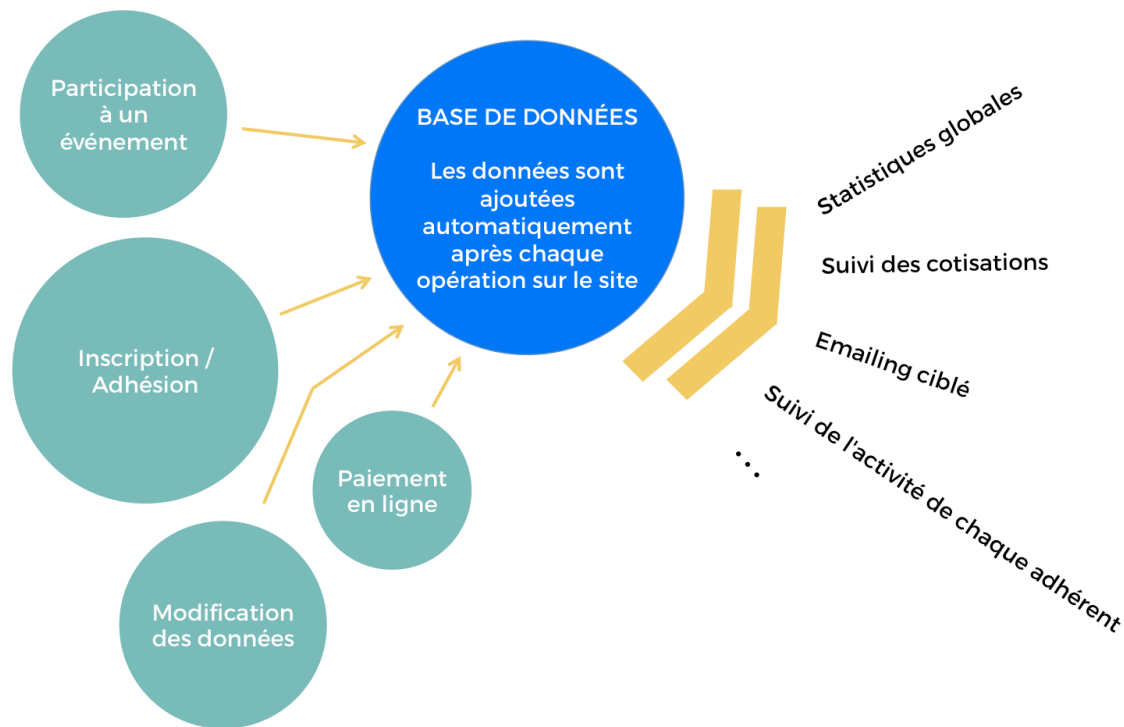 Participation
à un
événement
BASE DE DONNÉES
Les données sont
ajoutées
automatiquement
après chaque
opération sur le site
Inscription /
Adhésion
Paiement
en ligne
Modification
des données
Statistiques globales
Suivi des cotisations
Emailing ciblé
Suivi de l'activité de chaque adhérent
...